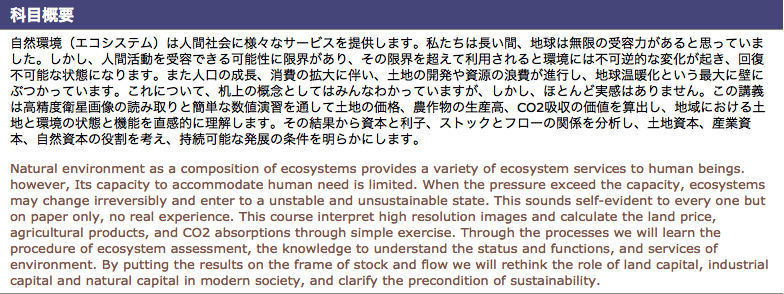 科目概要
自然環境（エコシステム）は人間社会に様々なサービスを提供します。私たちは長い間、地球は無限の受容力があると思っていま
した。しかし、人間活動を受容できる可能性に限界があり、その限界を超えて利用されると環境には不可逆的な変化が起き、回復
不可能な状態になります。また人口の成長、消費の拡大に伴い、土地の開発や資源の浪費が進行し、地球温暖化という最大に壁に
ぶつかっています。これについて、机上の概念としてはみんなわかっていますが、しかし、ほとんど実感はありません。この講義
は高精度衛星画像の読み取りと簡単な数値演習を通して土地の価格、農作物の生産高、CO2吸収の価値を算出し、地域における土
地と環境の状態と機能を直感的に理解します。その結果から資本と利子、ストックとフローの関係を分析し、土地資本、産業資
本、自然資本の役割を考え、持続可能な発展の条件を明らかにします。
Natural environment as a composition of ecosystems provides a variety of ecosystem services to human beings.
however, Its capacity to accommodate human need is limited. When the pressure exceed the capacity, ecosystems
may change irreversibly and enter to a unstable and unsustainable state. This sounds self-evident to every one but
on paper only, no real experience. This course interpret high resolution images and calculate the land price,
agricultural products, and CO2 absorptions through simple exercise. Through the processes we will learn the
procedure of ecosystem assessment, the knowledge to understand the status and functions, and services of
environment. By putting the results on the frame of stock and flow we will rethink the role of land capital, industrial
capital and natural capital in modern society, and clarify the precondition of sustainability.